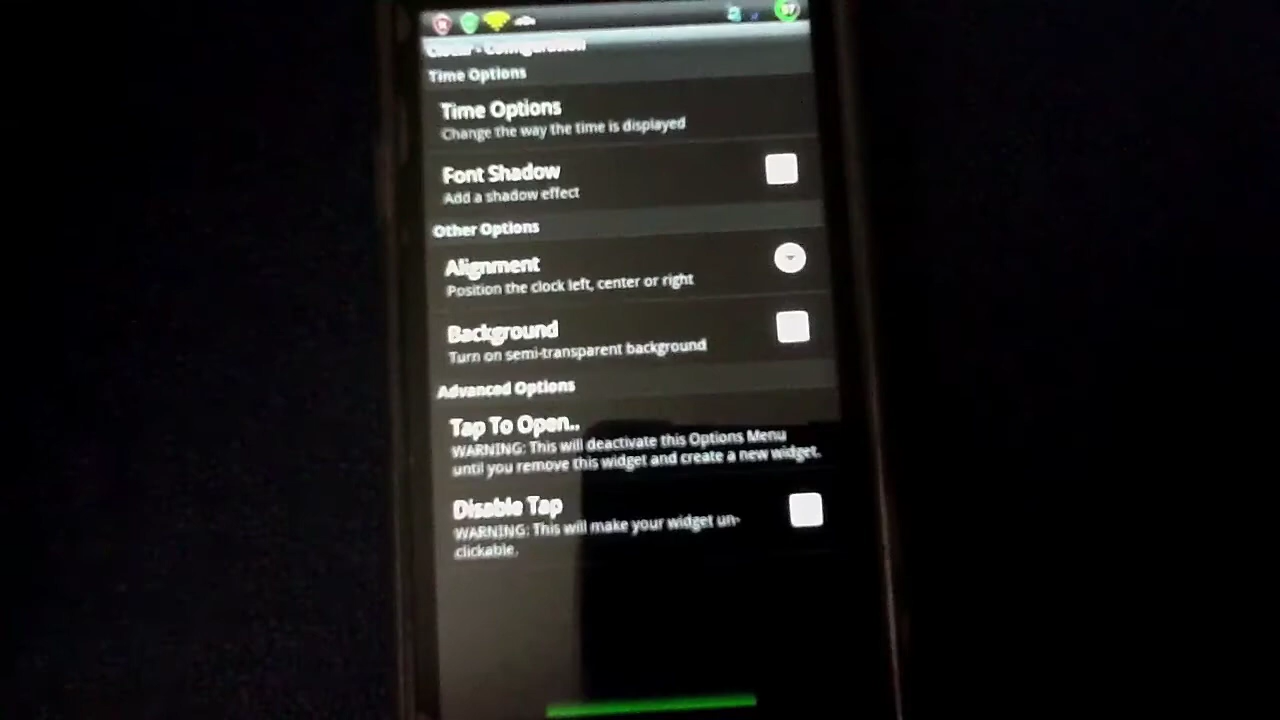 Time Options
Time Options
Change the way the time is displayed
Font Shadow
Add a shadow effect
Other Options
Alignment
Position the clock left, center or right
Background
Turn on semi-transparent background
Advanced Options
Tap To Open..
WARNING: This will deactivate this Options Menu
until you remove this widget and create a new widget.
Disable Tap
WARNING: This will make your widget un-
clickable.